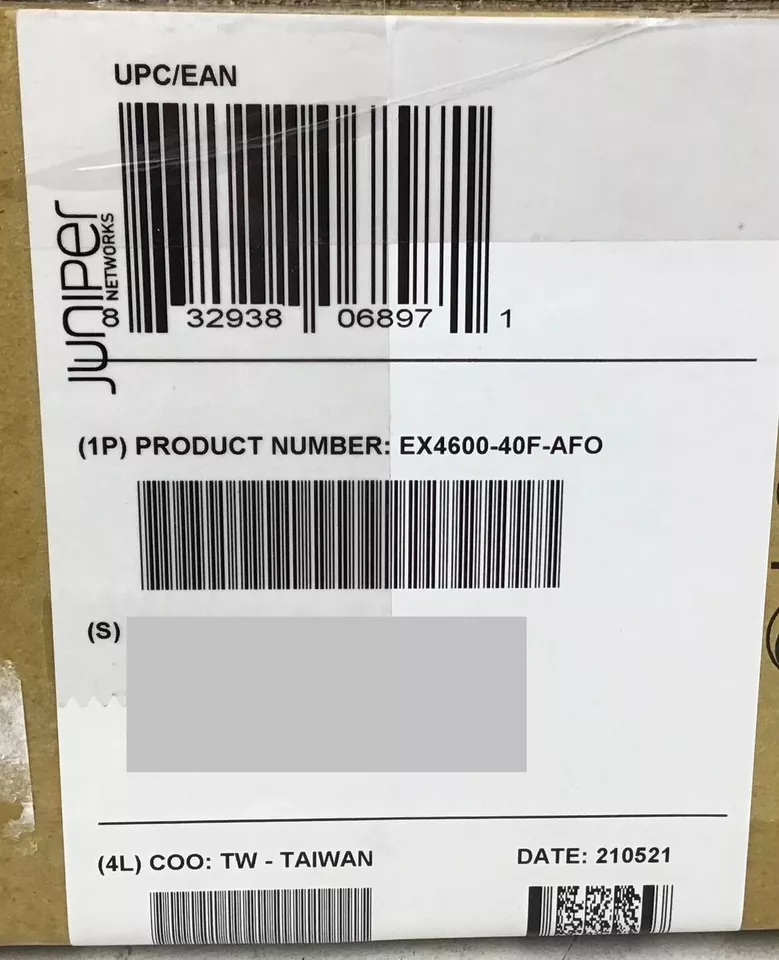 UPC/EAN
JUNIPEr
NETWORKS
8 32938 06897 1
(1P) PRODUCT NUMBER: EX4600-40F-AFO
(S)
(4L) COO: TW - TAIWAN
DATE: 210521